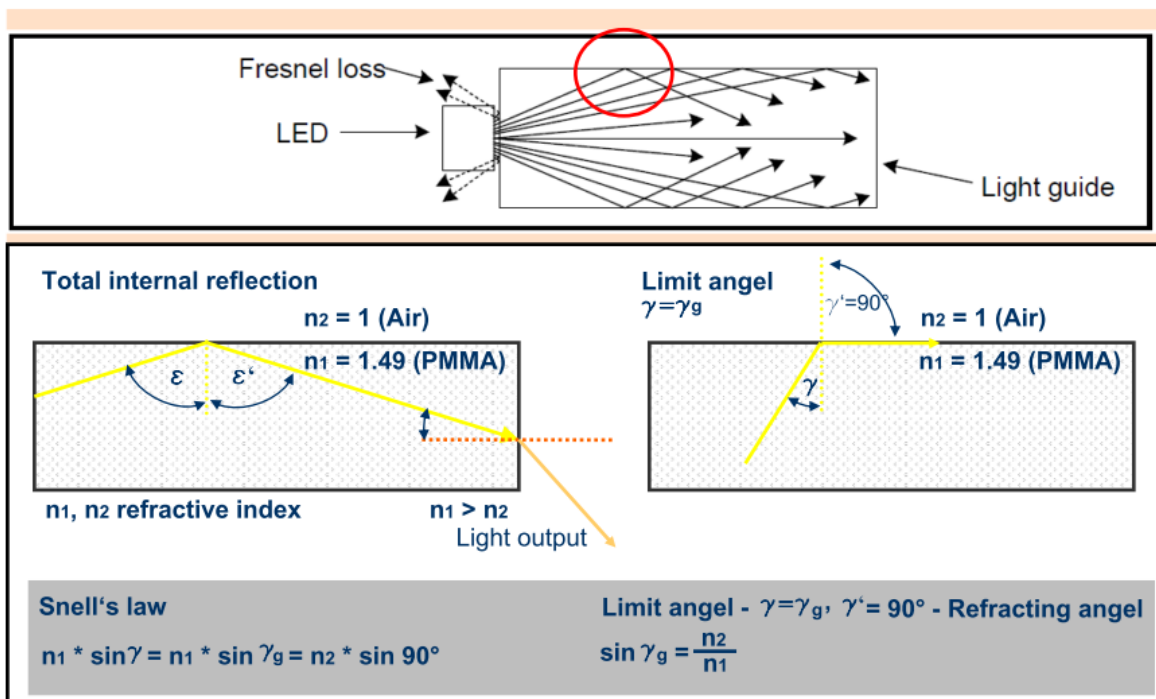 Fresnel loss
LED
Light guide
Total internal reflection
n2 = 1 (Air)
n1 = 1.49 (PMMA)
ε ε‘
n1, n2 refractive index
n1 > n2
Light output
Limit angel
γ=γg
γ‘=90°
n2 = 1 (Air)
n1 = 1.49 (PMMA)
γ
Snell‘s law
n1 * sinγ = n1 * sin γg = n2 * sin 90°
Limit angel - γ=γg, γ‘= 90° - Refracting angel
sin γg = n2/n1